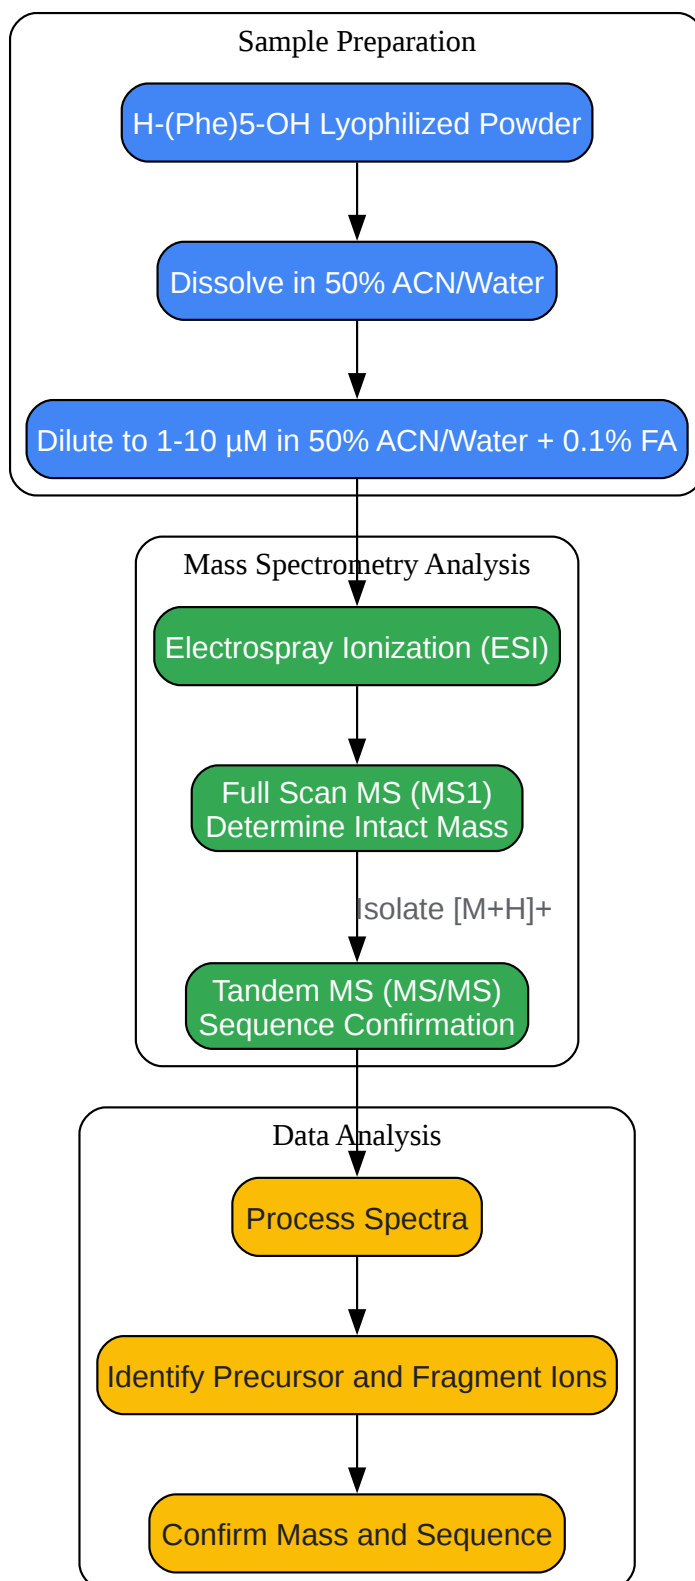 Sample Preparation
H-(Phe)5-OH Lyophilized Powder
Dissolve in 50% ACN/Water
Dilute to 1-10 µM in 50% ACN/Water + 0.1% FA
Mass Spectrometry Analysis
Electrospray Ionization (ESI)
Full Scan MS (MS1)
Determine Intact Mass
Isolate [M+H]+
Tandem MS (MS/MS)
Sequence Confirmation
Data Analysis
Process Spectra
Identify Precursor and Fragment Ions
Confirm Mass and Sequence